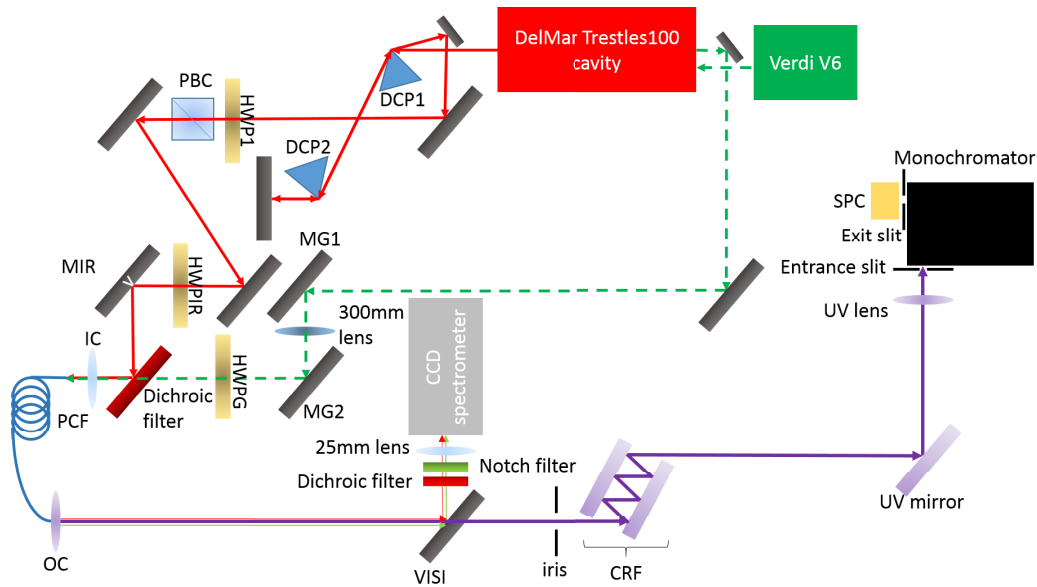 DelMar Trestles100
cavity
Verdi V6
PBC
HWP1
DCP1
DCP2
Monochromator
SPC
Exit slit
Entrance slit
UV lens
MG1
MIR
HWPIR
300mm
lens
CCD
spectrometer
IC
HWPG
Dichroic
filter
MG2
PCF
25mm lens
Notch filter
Dichroic filter
UV mirror
OC
VISI
iris
CRF